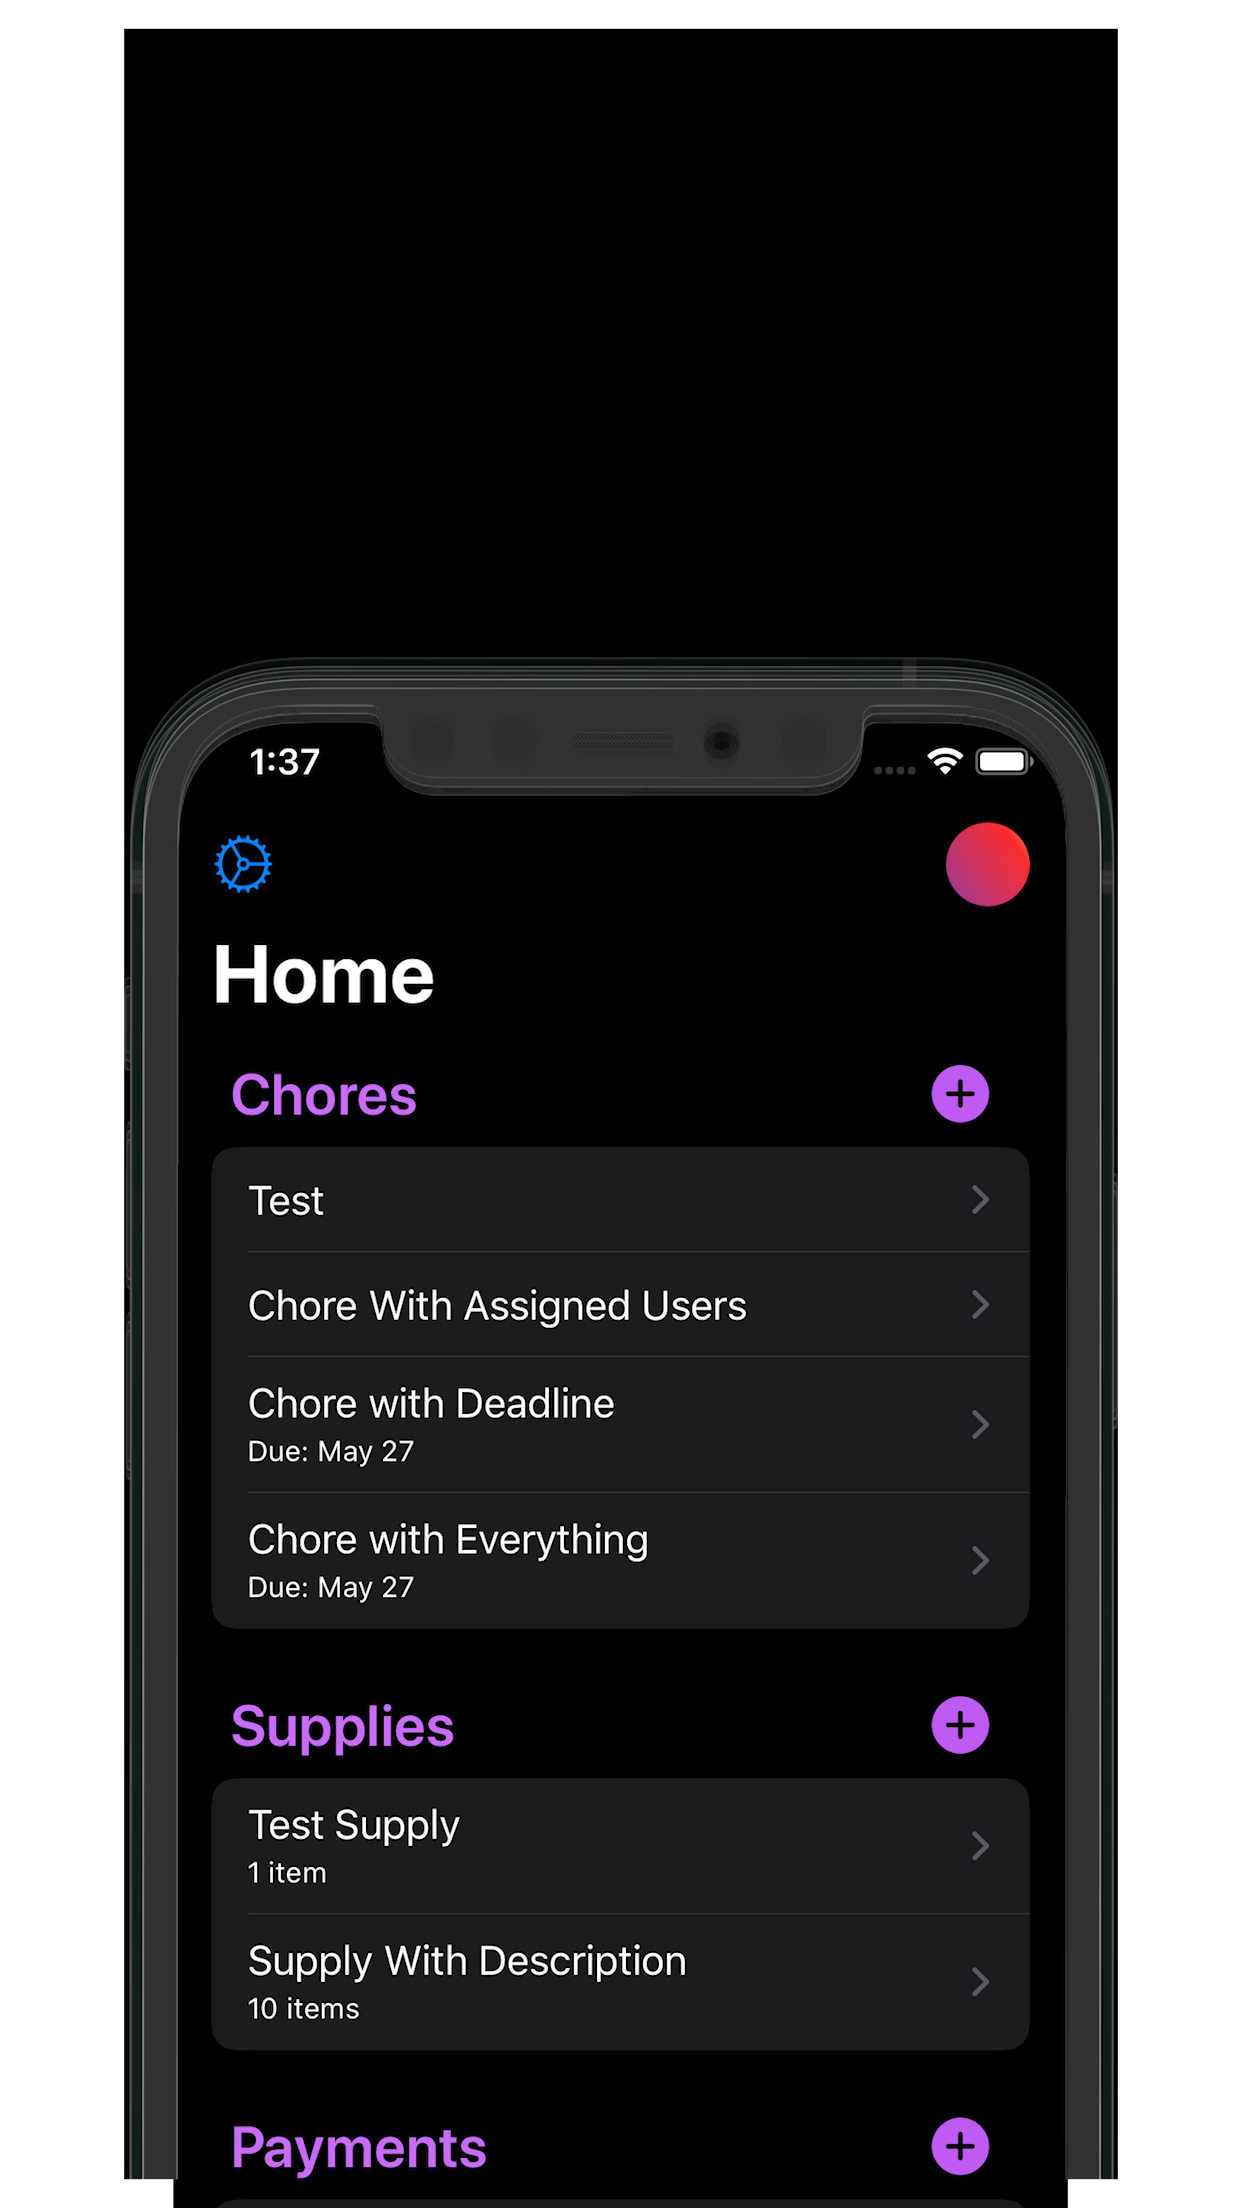 1:37
Home
Chores
Test
Chore With Assigned Users
Chore with Deadline
Due: May 27
Chore with Everything
Due: May 27
Supplies
Test Supply
1 item
Supply With Description
10 items
Payments